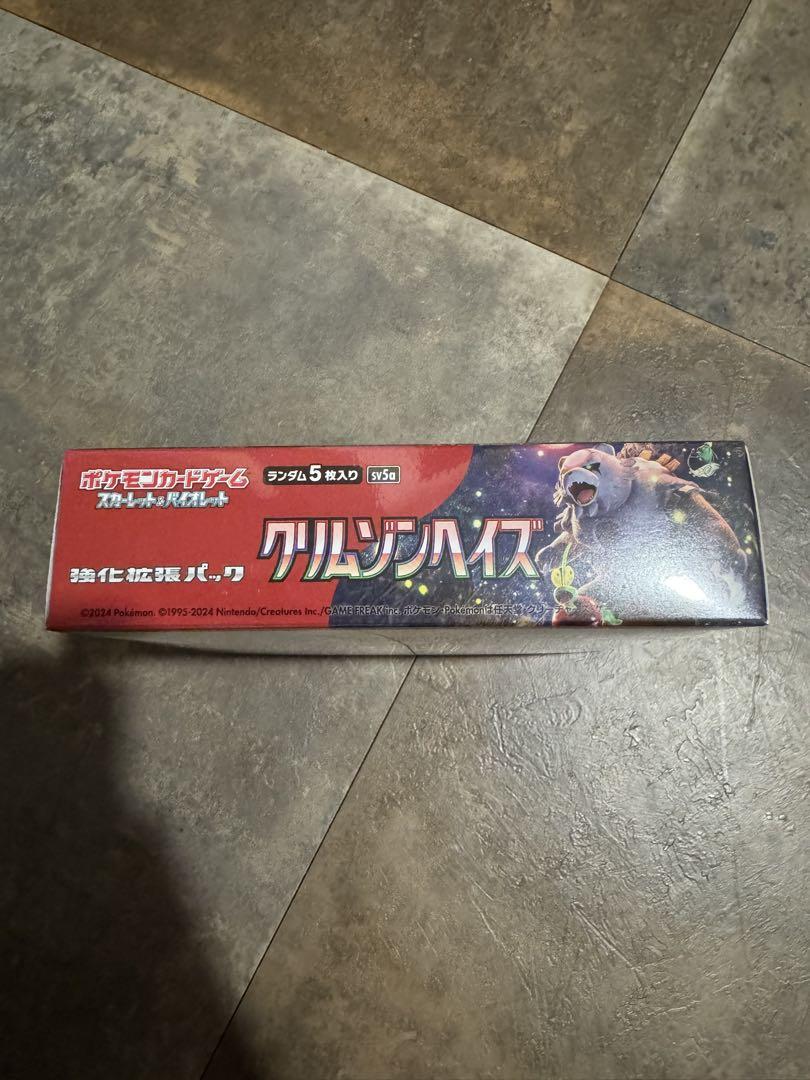 ポケモンカードゲーム
スカーレット&バイオレット
ランダム5枚入り
sv5a
強化拡張パック
クリムゾンヘイズ
©2024 Pokémon. ©1995-2024 Nintendo/Creatures Inc./GAME FREAK inc. ポケモン・Pokémonは任天堂・クリーチャーズ